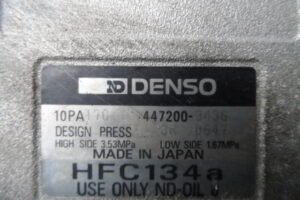 DENSO
10PA 447200-
DESIGN PRESS
HIGH SIDE 3.53MPa LOW SIDE 1.67MPa
MADE IN JAPAN
HFC134a
USE ONLY ND-OIL